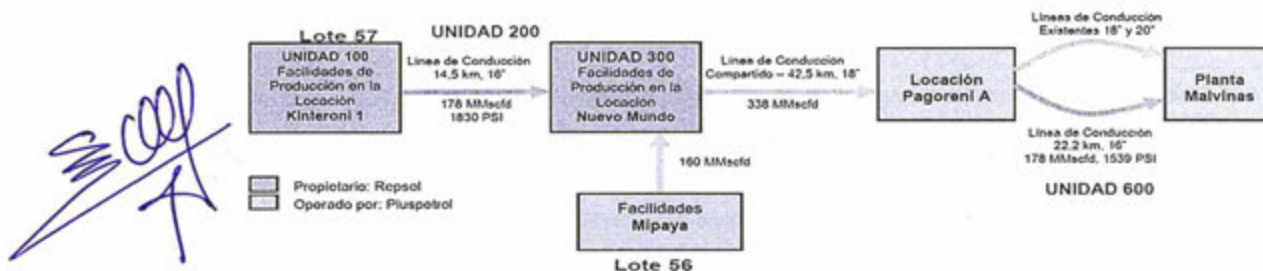 Lote 57
UNIDAD 100
Facilidades de
Producción en la
Locación
Kinteroni 1
UNIDAD 200
Línea de Conducción
14,5 km, 16"
178 MMscfd
1830 PSI
UNIDAD 300
Facilidades de
Producción en la
Locacion
Nuevo Mundo
Línea de Conducción
Compartido – 42,5 km, 18"
338 MMscfd
Locación
Pagoreni A
Líneas de Conducción
Existentes 18" y 20"
Planta
Malvinas
Línea de Conducción
22,2 km, 16"
178 MMscfd, 1539 PSI
UNIDAD 600
160 MMscfd
Facilidades
Mipaya
Lote 56
Propietario: Repsol
Operado por: Pluspetrol